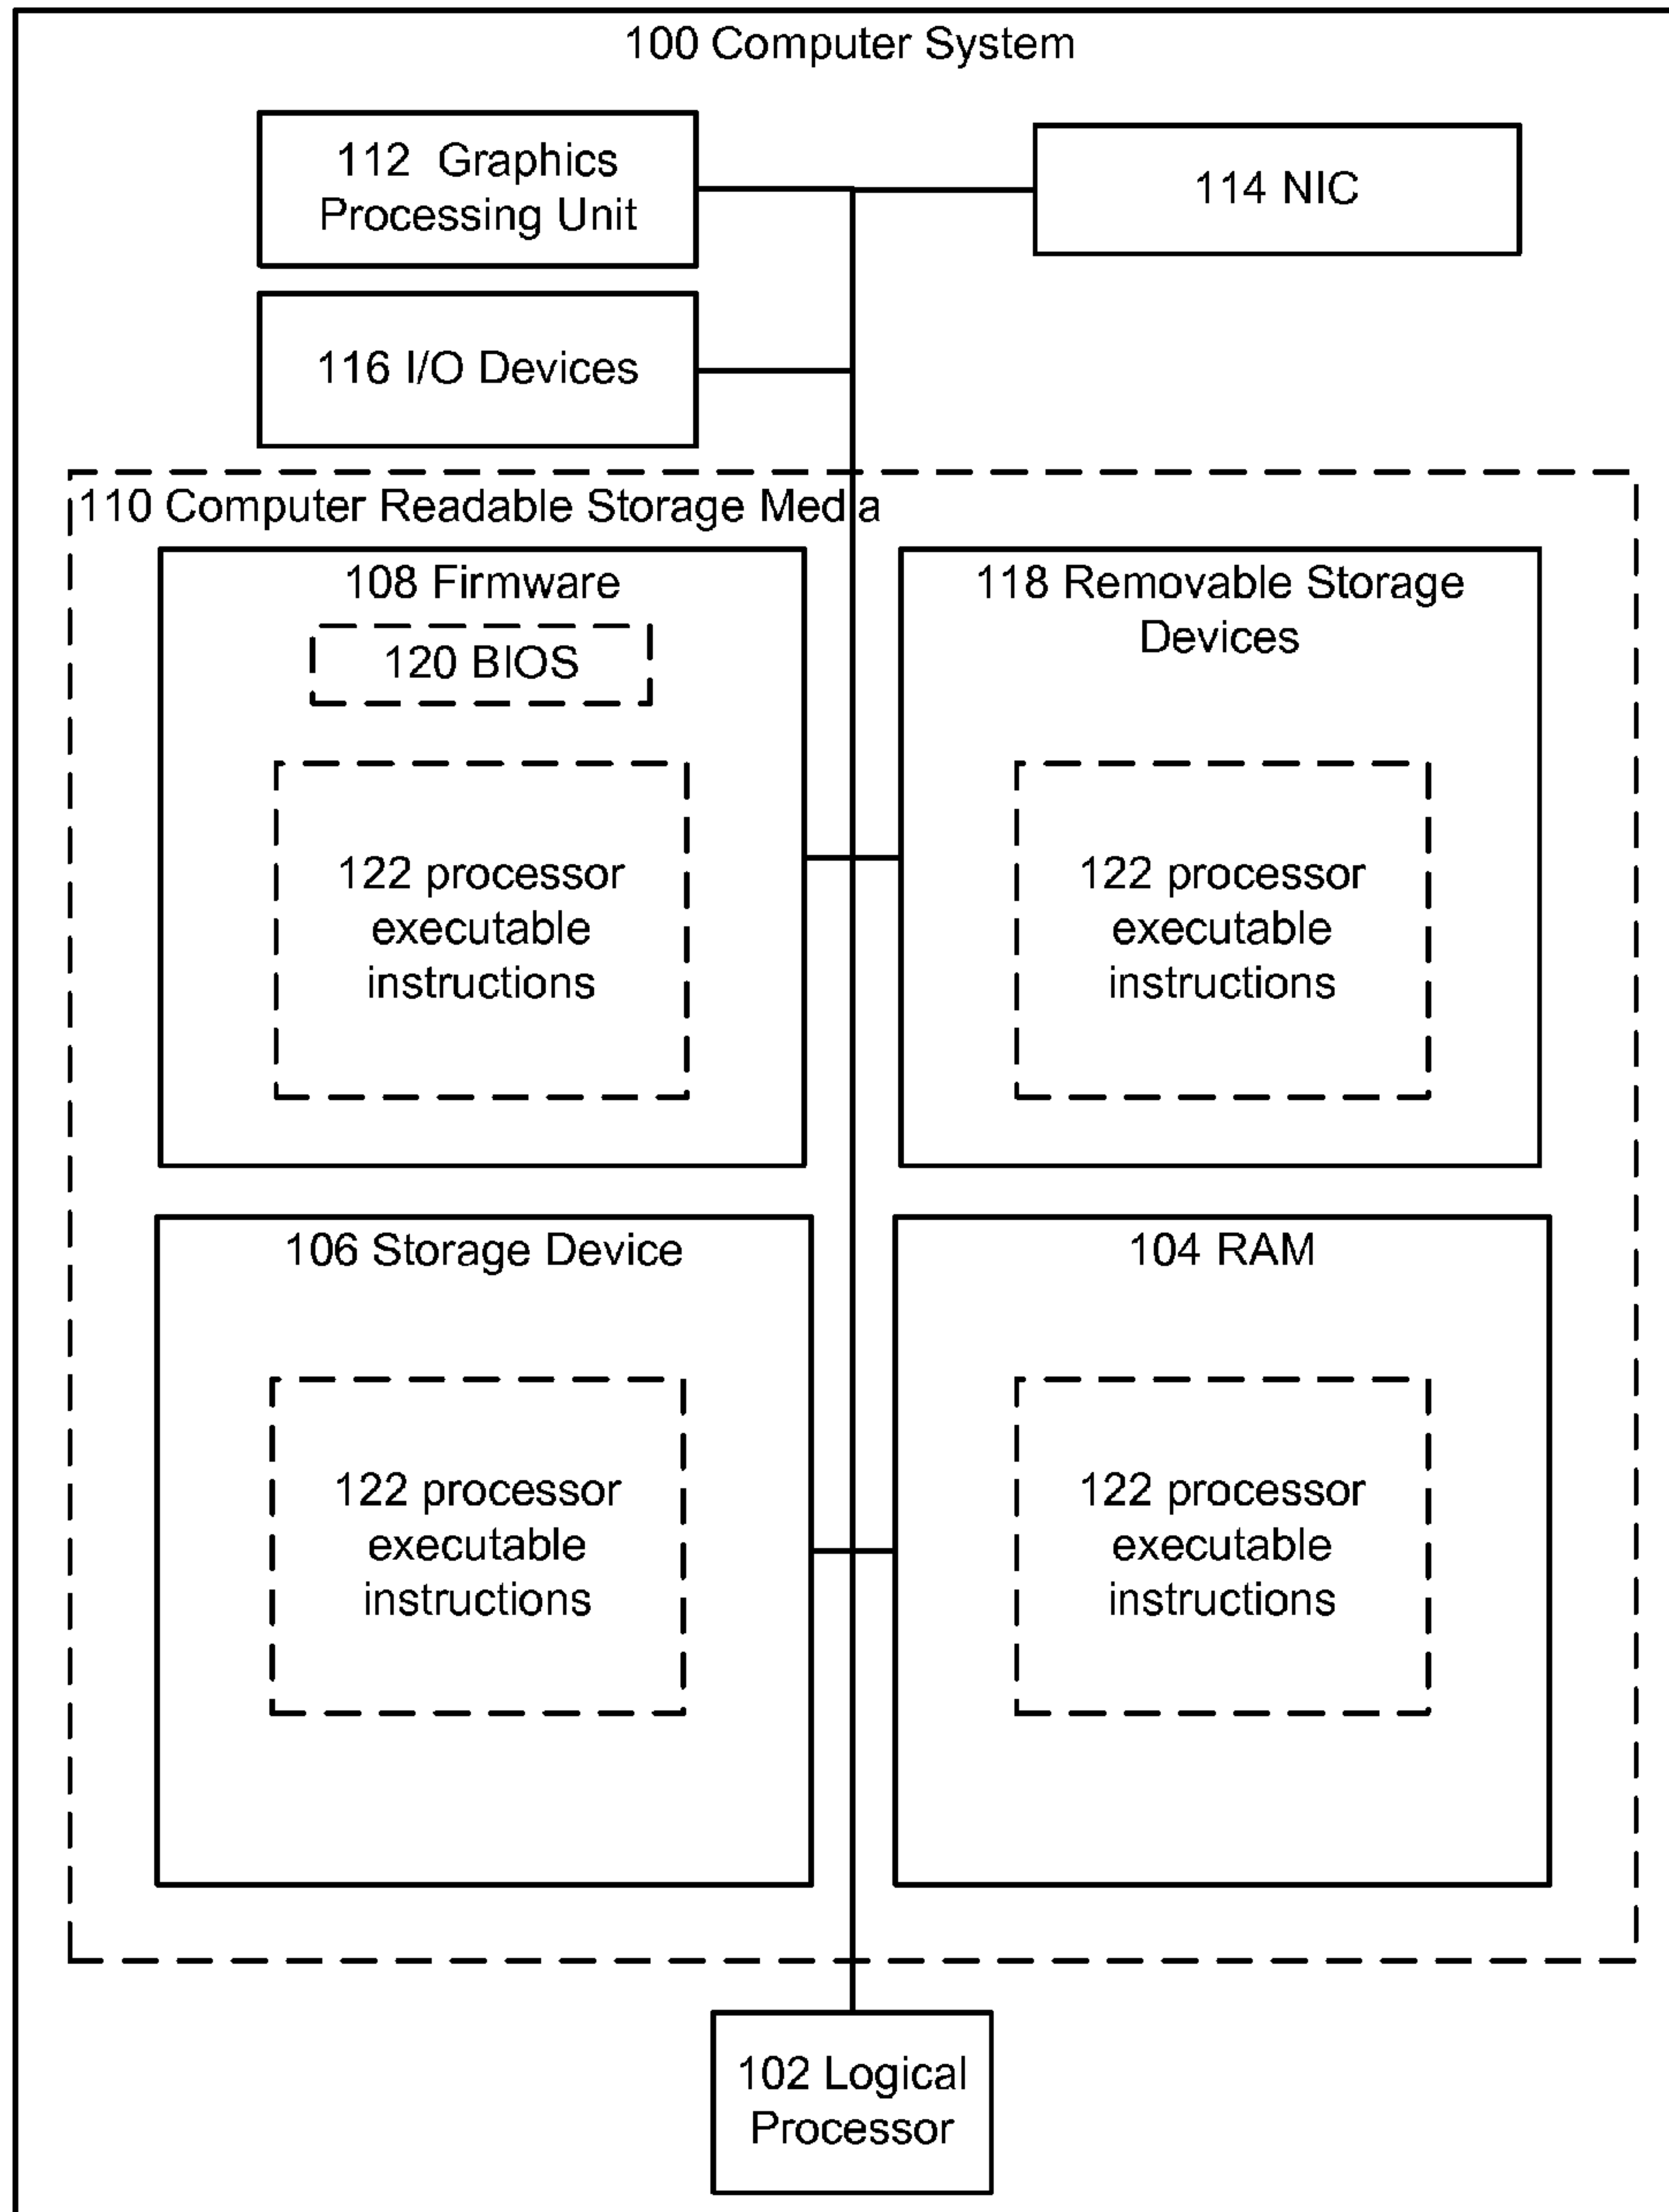 100 Computer System
112 Graphics
Processing Unit
114 NIC
116 I/O Devices
110 Computer Readable Storage Media
108 Firmware
120 BIOS
122 processor
executable
instructions
118 Removable Storage
Devices
122 processor
executable
instructions
106 Storage Device
122 processor
executable
instructions
104 RAM
122 processor
executable
instructions
102 Logical
Processor